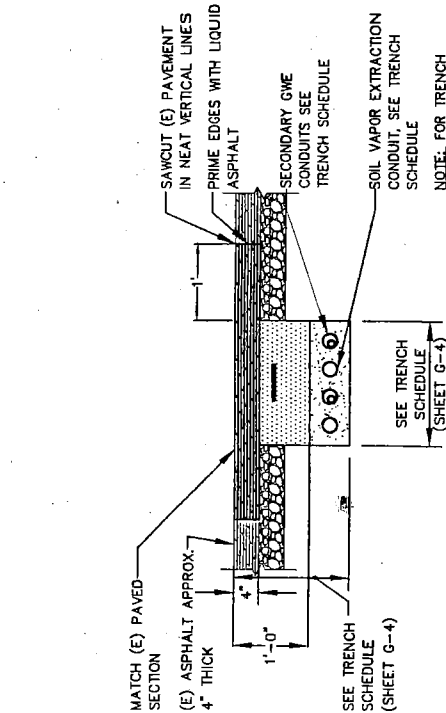 MATCH (E) PAVED
SECTION
(E) ASPHALT APPROX.
4" THICK
4"
1'-0"
SEE TRENCH
SCHEDULE
(SHEET G-4)
1'
SEE TRENCH
SCHEDULE
(SHEET G-4)
SAWCUT (E) PAVEMENT
IN NEAT VERTICAL LINES
PRIME EDGES WITH LIQUID
ASPHALT
SECONDARY GWE
CONDUITS SEE
TRENCH SCHEDULE
SOIL VAPOR EXTRACTION
CONDUIT, SEE TRENCH
SCHEDULE
NOTE: FOR TRENCH